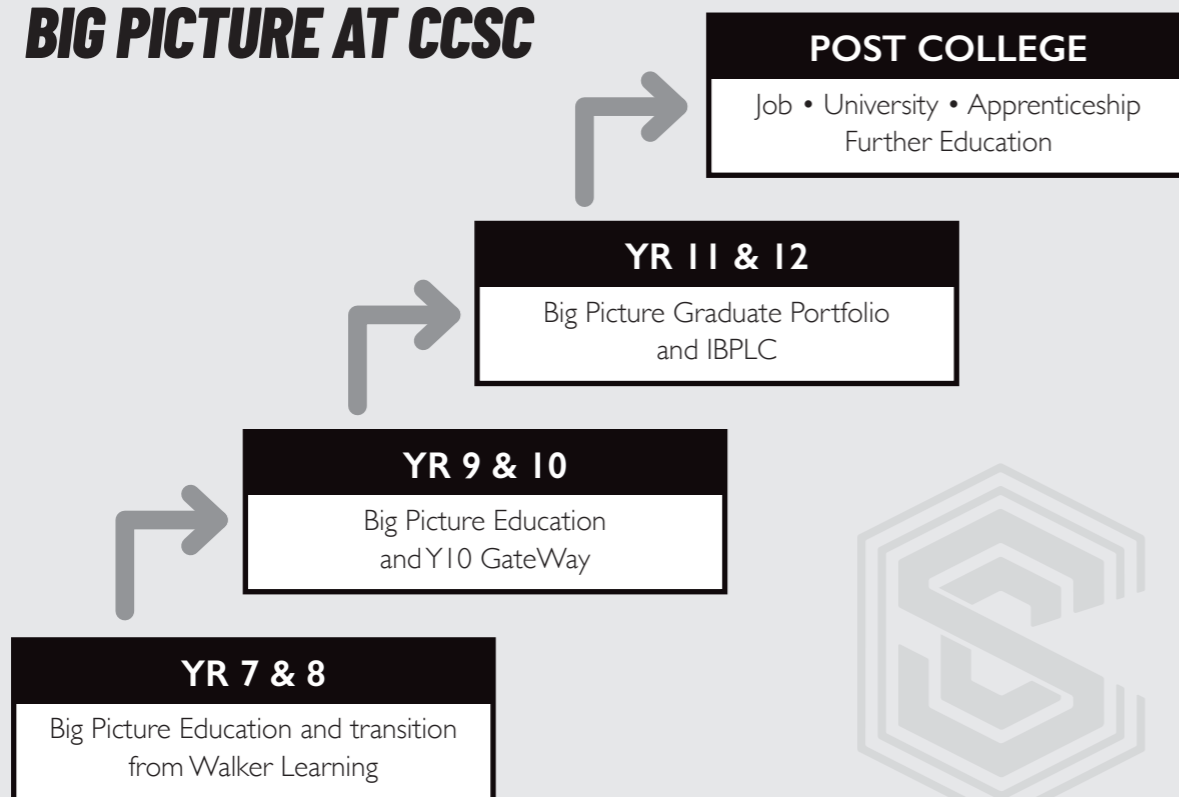 BIG PICTURE AT CCSC
POST COLLEGE
Job • University • Apprenticeship
Further Education
YR 11 & 12
Big Picture Graduate Portfolio
and IBPLC
YR 9 & 10
Big Picture Education
and Y10 GateWay
YR 7 & 8
Big Picture Education and transition
from Walker Learning